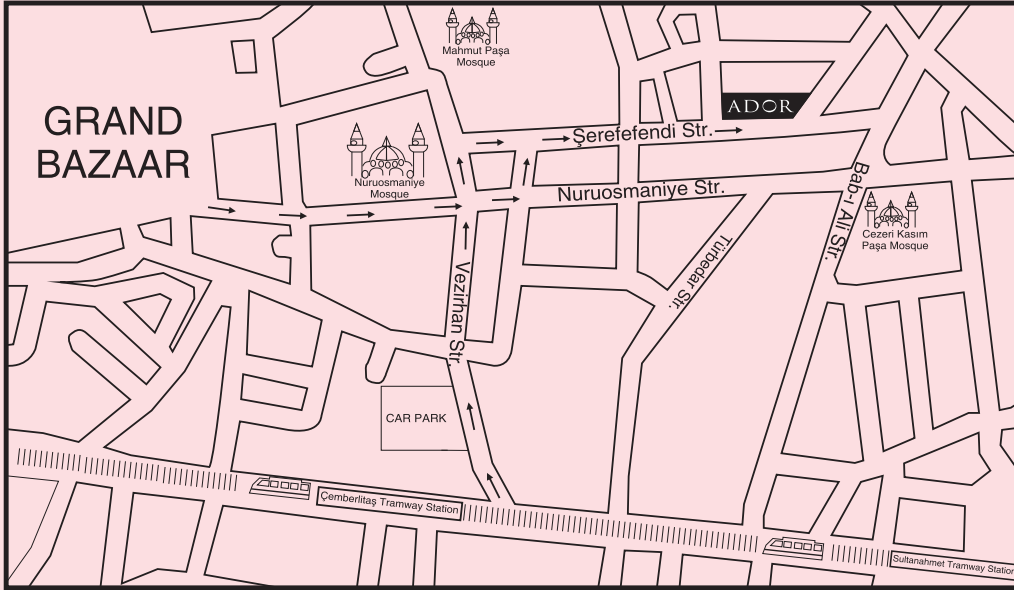 Mahmut Paşa
Mosque
GRAND
BAZAAR
ADOR
Şerefefendi Str.
Nuruosmaniye
Mosque
Nuruosmaniye Str.
Bab-ı Ali Str.
Cezeri Kasım
Paşa Mosque
Türbedar Str.
Vezirhan Str.
CAR PARK
Çemberlitaş Tramway Station
Sultanahmet Tramway Station